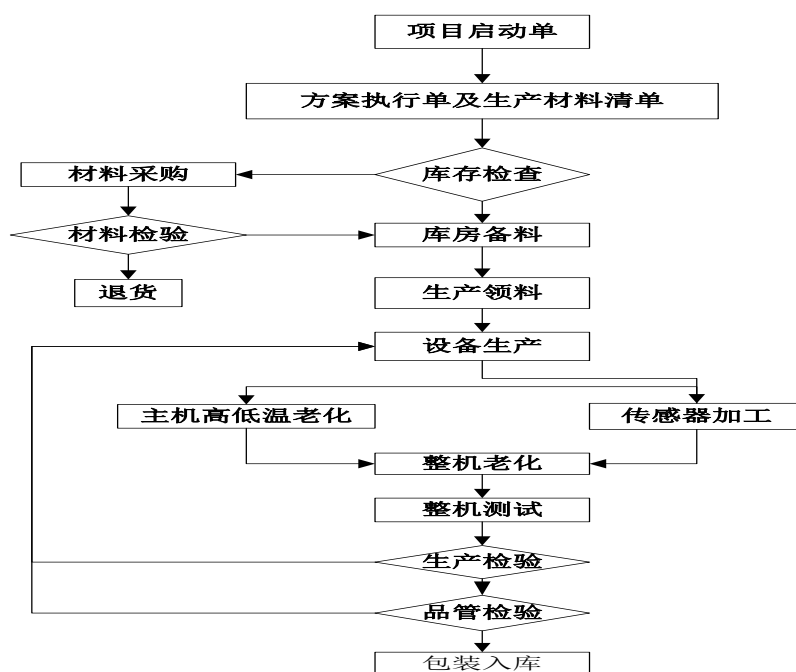 项目启动单
方案执行单及生产材料清单
材料采购
库存检查
材料检验
库房备料
退货
生产领料
设备生产
主机高低温老化
传感器加工
整机老化
整机测试
生产检验
品管检验
包装入库